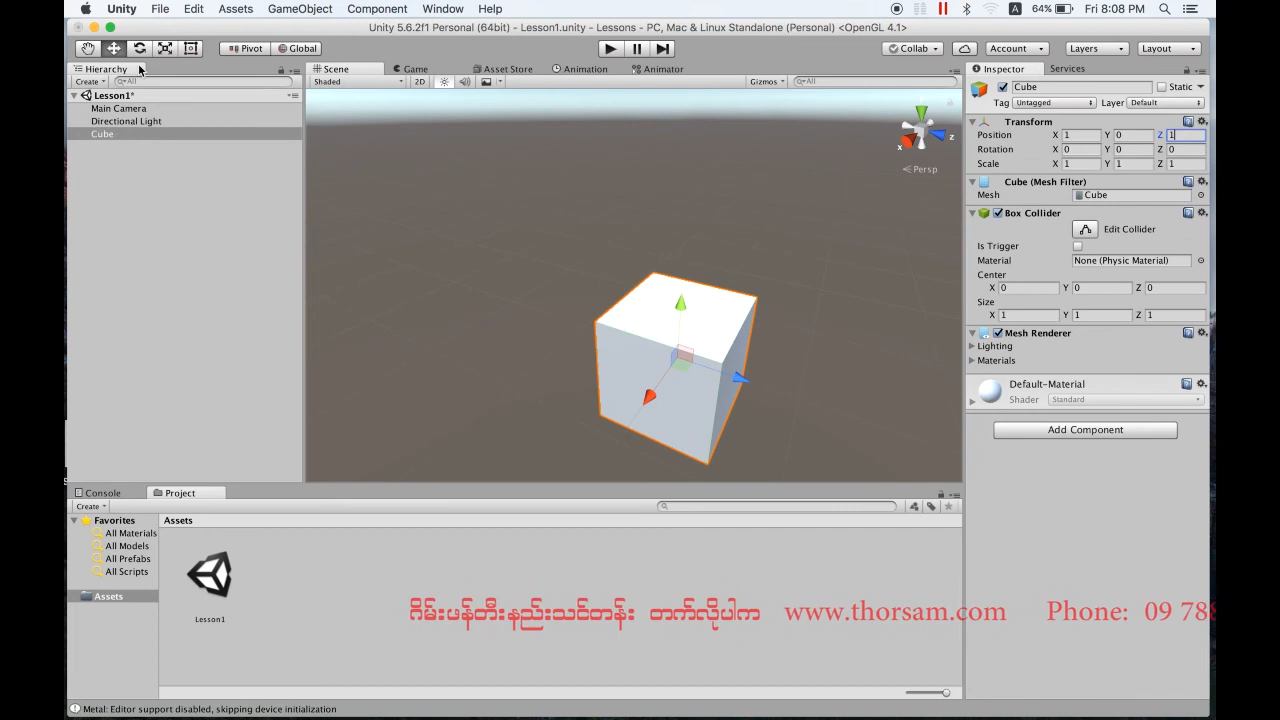 Unity File Edit Assets GameObject Component Window Help 64% Fri 8:08 PM
Unity 5.6.2f1 Personal (64bit) - Lesson1.unity - Lessons - PC, Mac & Linux Standalone (Personal) <OpenGL 4.1>
Pivot Global Collab Account Layers Layout
Hierarchy
Create All
Lesson1*
Main Camera
Directional Light
Cube
Scene Game Asset Store Animation Animator
Shaded 2D Gizmos All
x z
Persp
Inspector Services
Cube Static
Tag Untagged Layer Default
Transform
Position X 1 Y 0 Z 1
Rotation X 0 Y 0 Z 0
Scale X 1 Y 1 Z 1
Cube (Mesh Filter)
Mesh Cube
Box Collider
Edit Collider
Is Trigger
Material None (Physic Material)
Center
X 0 Y 0 Z 0
Size
X 1 Y 1 Z 1
Mesh Renderer
Lighting
Materials
Default-Material
Shader Standard
Add Component
Console Project
Create
Favorites
All Materials
All Models
All Prefabs
All Scripts
Assets
Assets
Lesson1
ဂိမ်းဖန်တီးနည်းသင်တန်း တက်လိုပါက www.thorsam.com Phone: 09 788
Metal: Editor support disabled, skipping device initialization